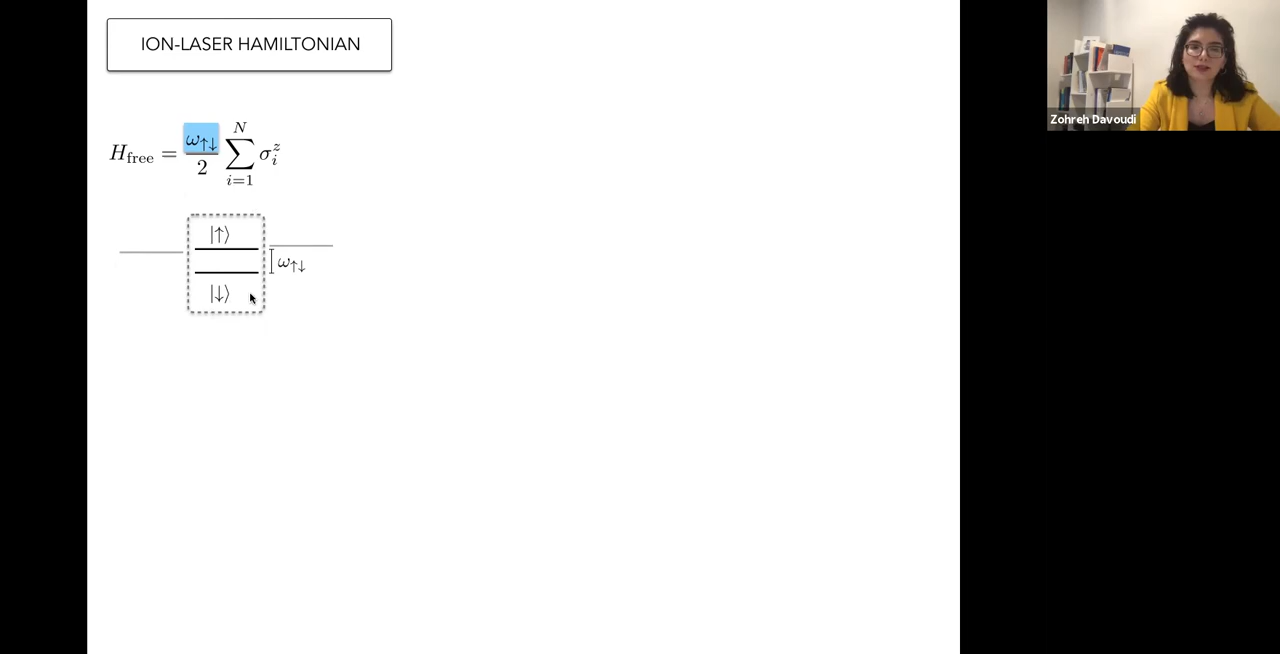 ION-LASER HAMILTONIAN
Zohreh Davoudi
H_free = ω↑↓/2 ∑_{i=1}^{N} σ_i^z
|↑⟩
ω↑↓
|↓⟩